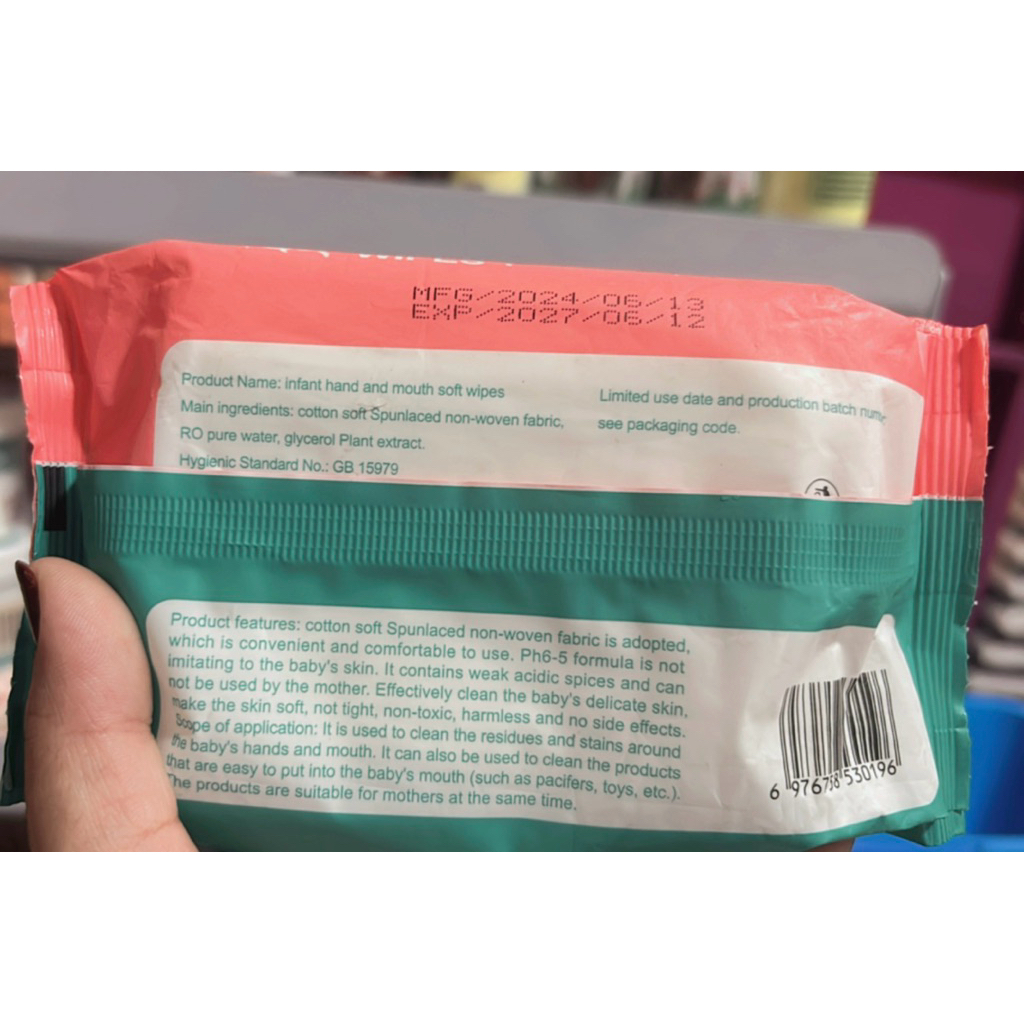 WIPES
MFG/2024/06/13
EXP/2027/06/12
Product Name: infant hand and mouth soft wipes
Main ingredients: cotton soft Spunlaced non-woven fabric,
RO pure water, glycerol Plant extract.
Hygienic Standard No.: GB 15979
Limited use date and production batch
see packaging code.
Product features: cotton soft Spunlaced non-woven fabric is adopted,
which is convenient and comfortable to use. Ph6-5 formula is not
imitating to the baby's skin. It contains weak acidic spices and can
not be used by the mother. Effectively clean the baby's delicate skin,
make the skin soft, not tight, non-toxic, harmless and no side effects.
Scope of application: It is used to clean the residues and stains around
the baby's hands and mouth. It can also be used to clean the products
that are easy to put into the baby's mouth (such as pacifers, toys, etc.).
The products are suitable for mothers at the same time.
6 976798 530196